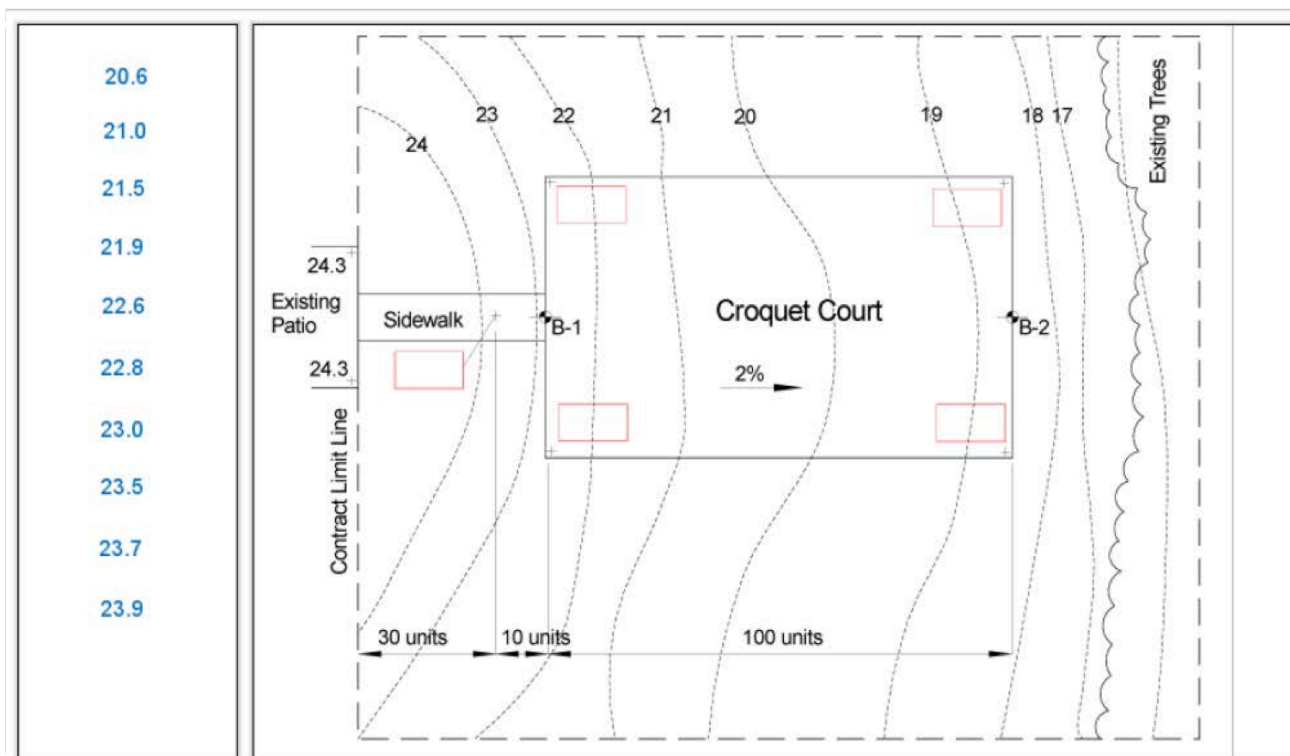 20.6
21.0
21.5
21.9
22.6
22.8
23.0
23.5
23.7
23.9
24
23
22
21
20
19
18
17
Existing Trees
24.3
Existing
Patio
Sidewalk
24.3
B-1
Croquet Court
B-2
2%
Contract Limit Line
30 units
10 units
100 units